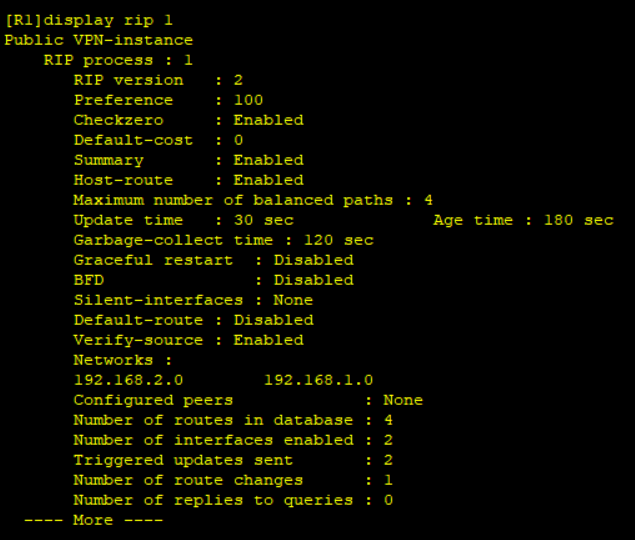 [R1]display rip 1
Public VPN-instance
RIP process : 1
RIP version : 2
Preference : 100
Checkzero : Enabled
Default-cost : 0
Summary : Enabled
Host-route : Enabled
Maximum number of balanced paths : 4
Update time : 30 sec Age time : 180 sec
Garbage-collect time : 120 sec
Graceful restart : Disabled
BFD : Disabled
Silent-interfaces : None
Default-route : Disabled
Verify-source : Enabled
Networks :
192.168.2.0 192.168.1.0
Configured peers : None
Number of routes in database : 4
Number of interfaces enabled : 2
Triggered updates sent : 2
Number of route changes : 1
Number of replies to queries : 0
---- More ----